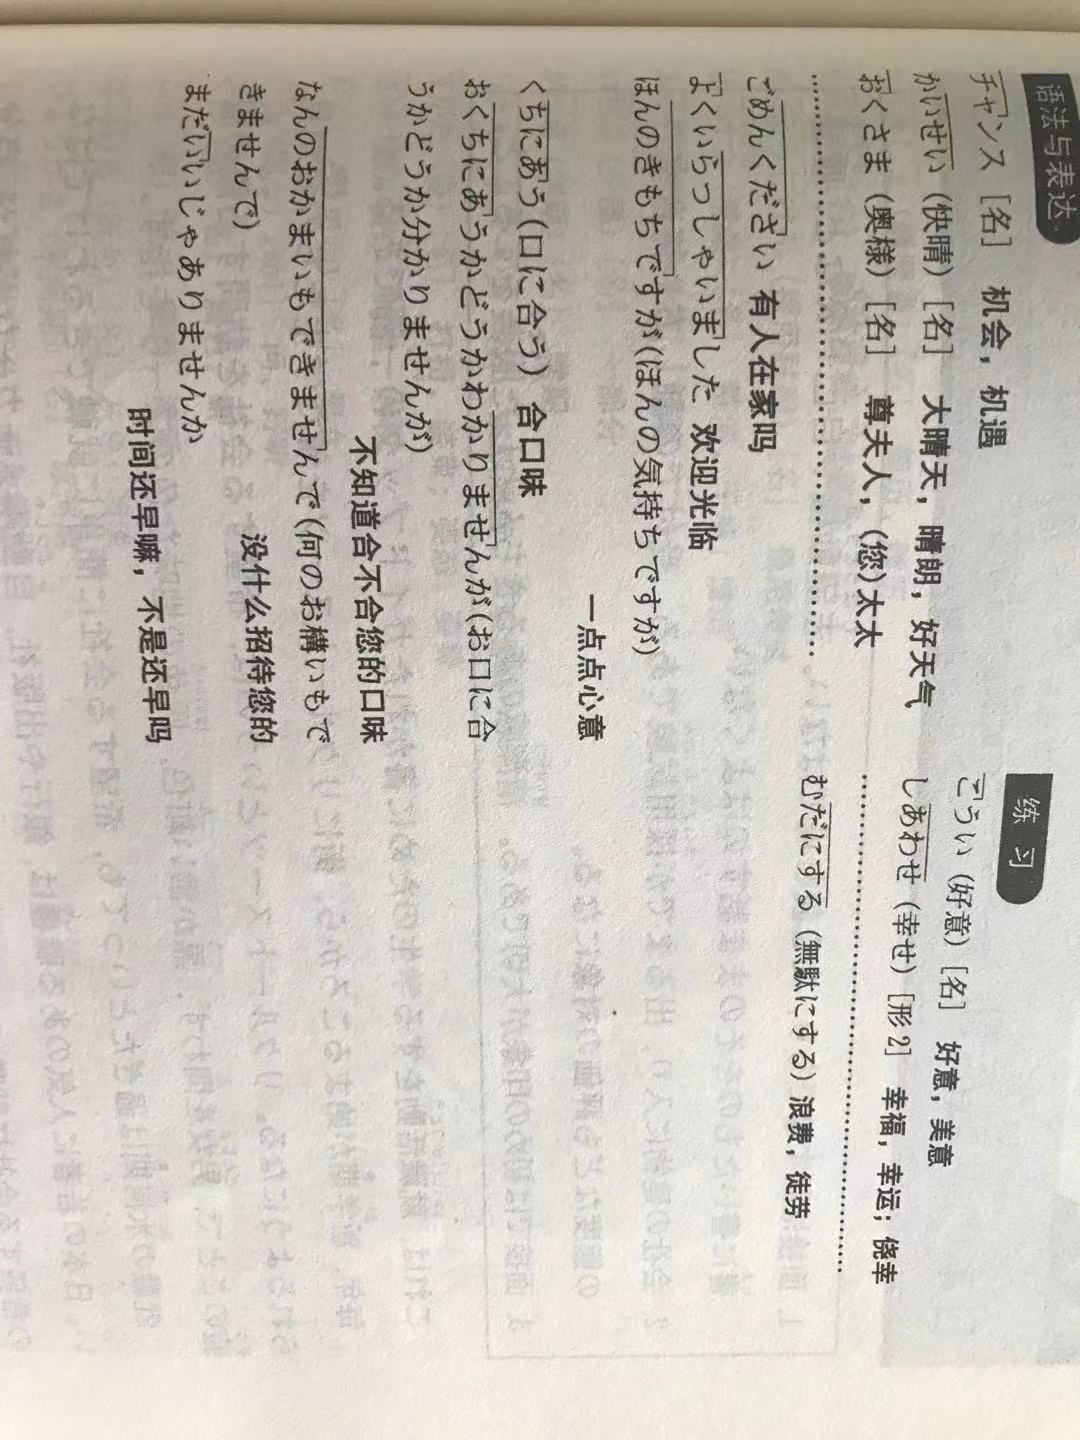 语法与表达
チャンス [名] 机会，机遇
かいせい (快晴) [名] 大晴天，晴朗，好天气
おくさま (奥様) [名] 尊夫人，(您)太太
ごめんください 有人在家吗
よくいらっしゃいました 欢迎光临
ほんのきもちですが(ほんの気持ちですが)
一点点心意
くちにあう(口に合う) 合口味
おくちにあうかどうかわかりませんが(お口に合
うかどうか分かりませんが)
不知道合不合您的口味
なんのおかまいもできませんで(何のお構いもで
きませんで) 没什么招待您的
まだいいじゃありませんか
时间还早嘛，不是还早吗
练习
こうい (好意) [名] 好意，美意
しあわせ (幸せ) [形2] 幸福，幸运；侥幸
むだにする (無駄にする) 浪费，徒劳